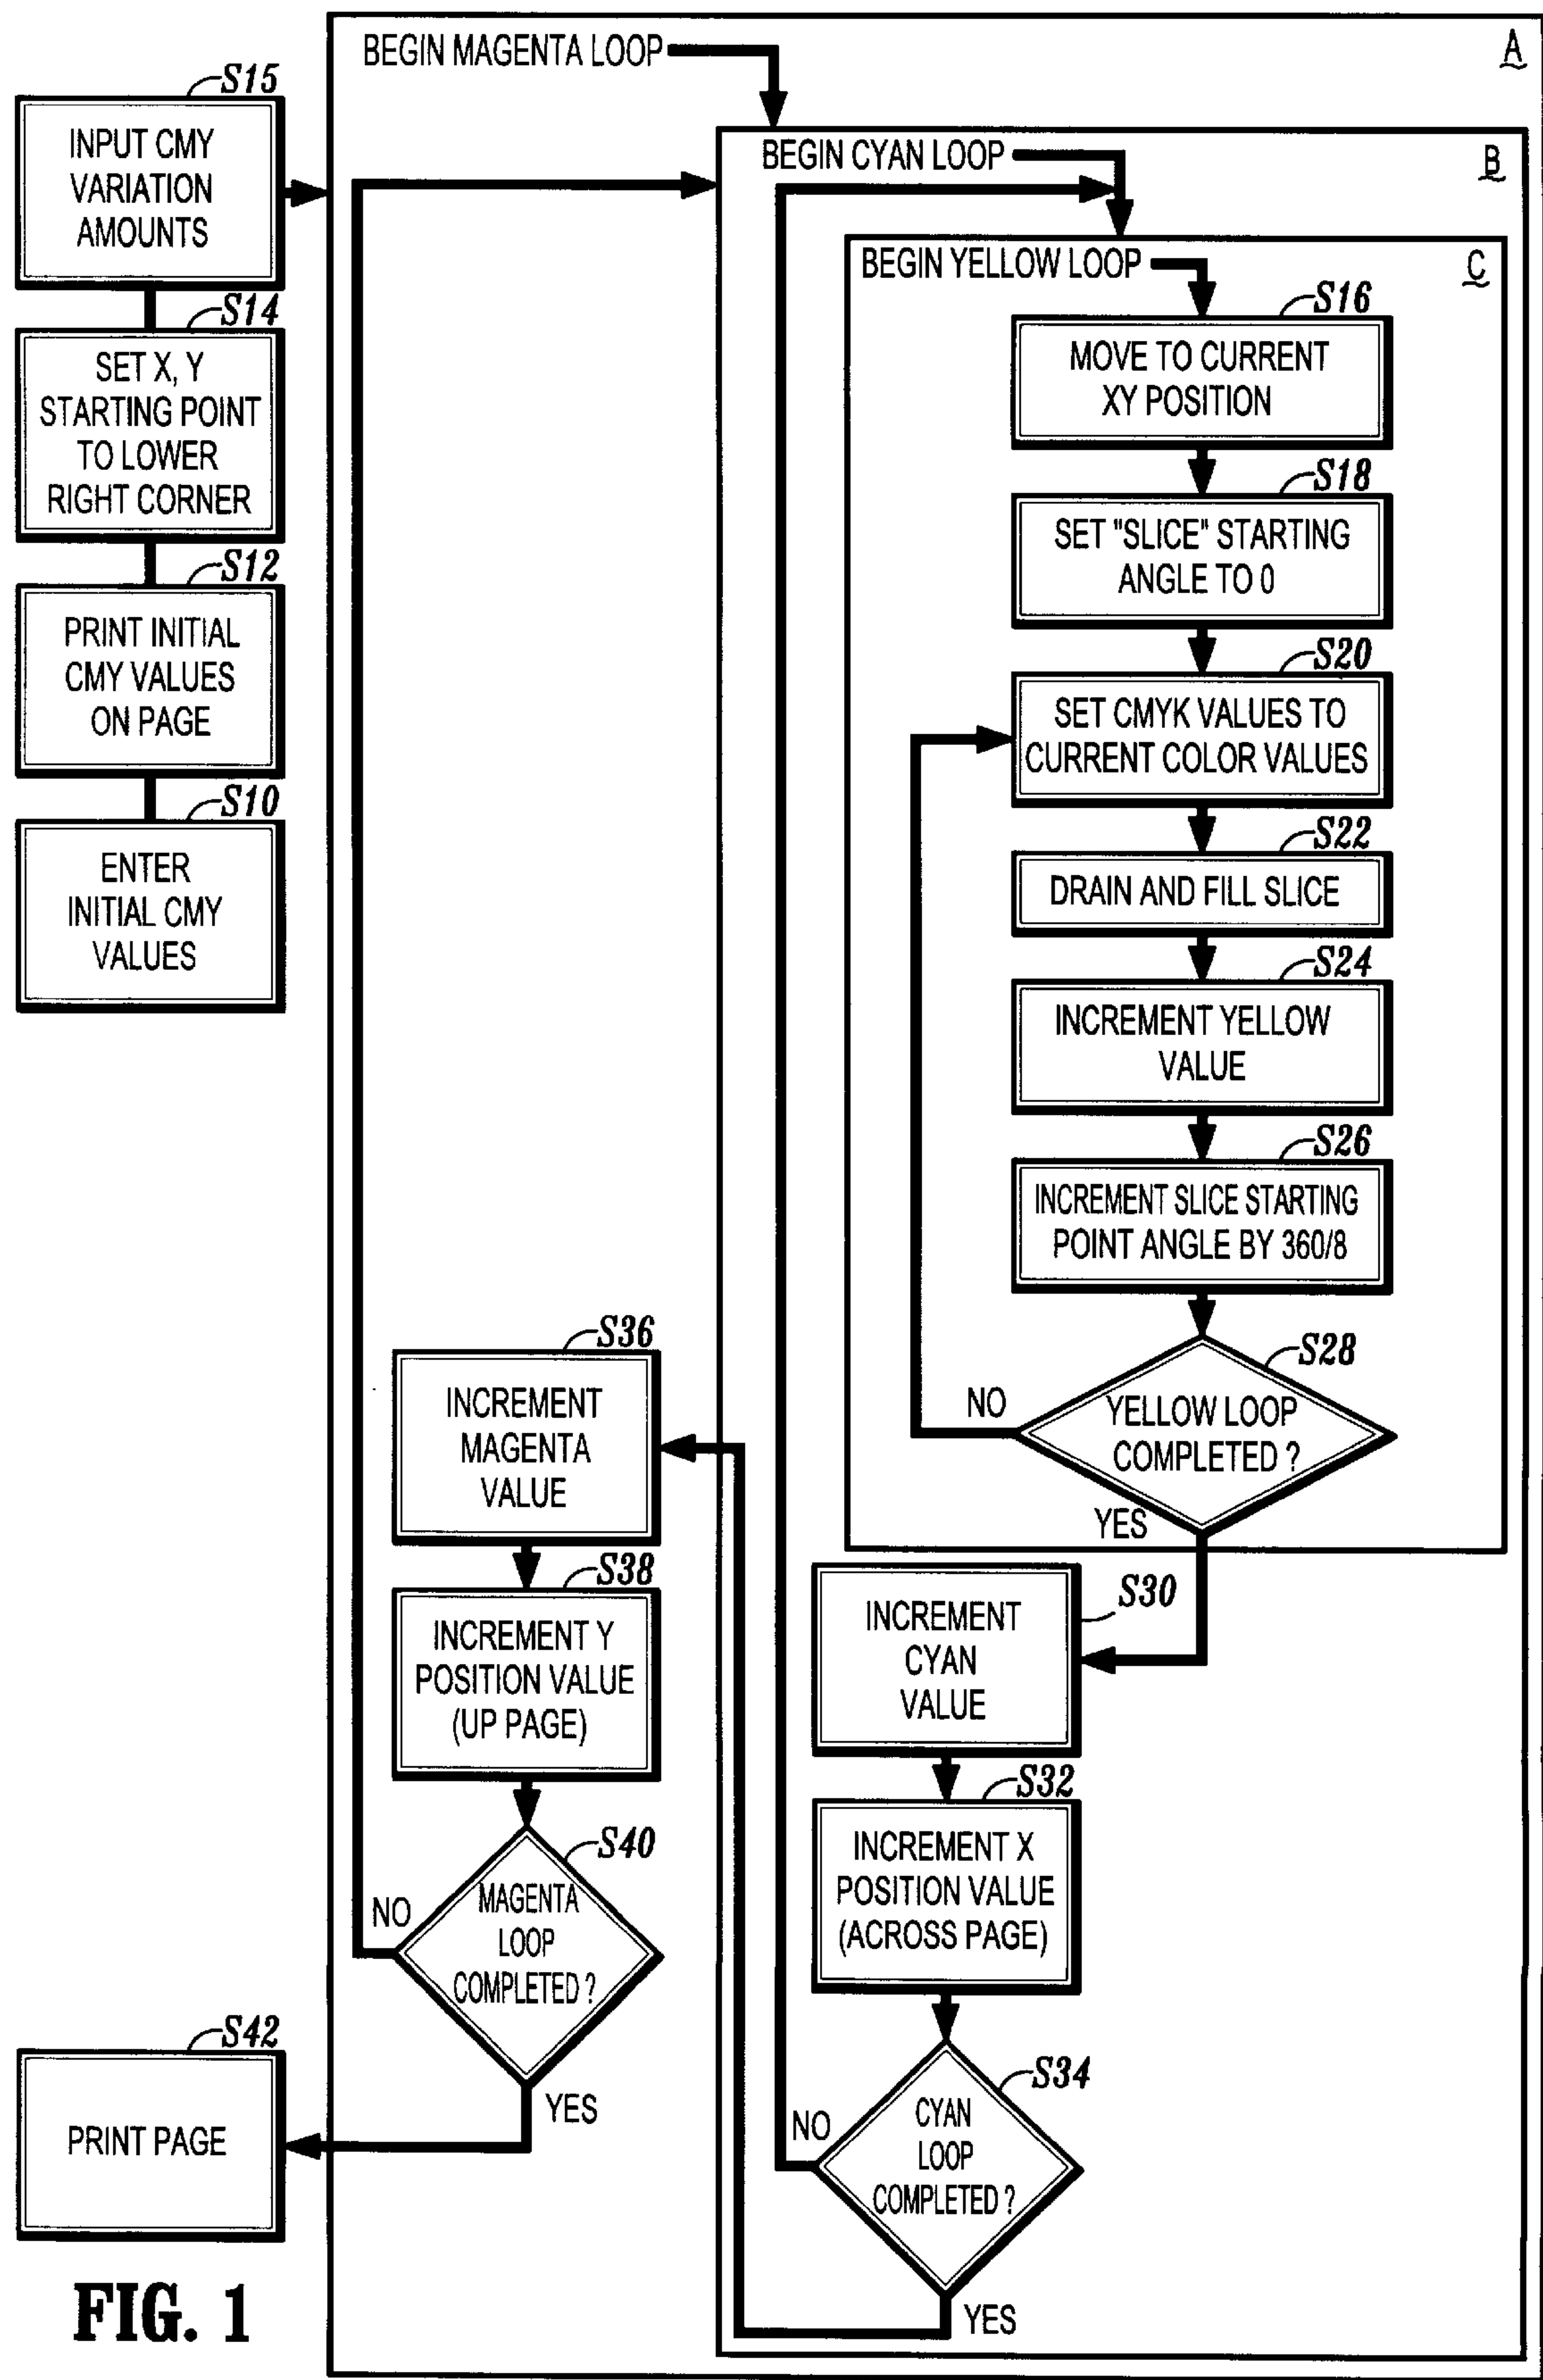 S15
INPUT CMY
VARIATION
AMOUNTS
S14
SET X, Y
STARTING POINT
TO LOWER
RIGHT CORNER
S12
PRINT INITIAL
CMY VALUES
ON PAGE
S10
ENTER
INITIAL CMY
VALUES
BEGIN MAGENTA LOOP
A
BEGIN CYAN LOOP
B
BEGIN YELLOW LOOP
C
S16
MOVE TO CURRENT
XY POSITION
S18
SET "SLICE" STARTING
ANGLE TO 0
S20
SET CMYK VALUES TO
CURRENT COLOR VALUES
S22
DRAIN AND FILL SLICE
S24
INCREMENT YELLOW
VALUE
S26
INCREMENT SLICE STARTING
POINT ANGLE BY 360/8
S28
YELLOW LOOP
COMPLETED ?
NO
YES
S30
INCREMENT
CYAN
VALUE
S32
INCREMENT X
POSITION VALUE
(ACROSS PAGE)
S34
CYAN
LOOP
COMPLETED ?
NO
YES
S36
INCREMENT
MAGENTA
VALUE
S38
INCREMENT Y
POSITION VALUE
(UP PAGE)
S40
MAGENTA
LOOP
COMPLETED ?
NO
YES
S42
PRINT PAGE
FIG. 1